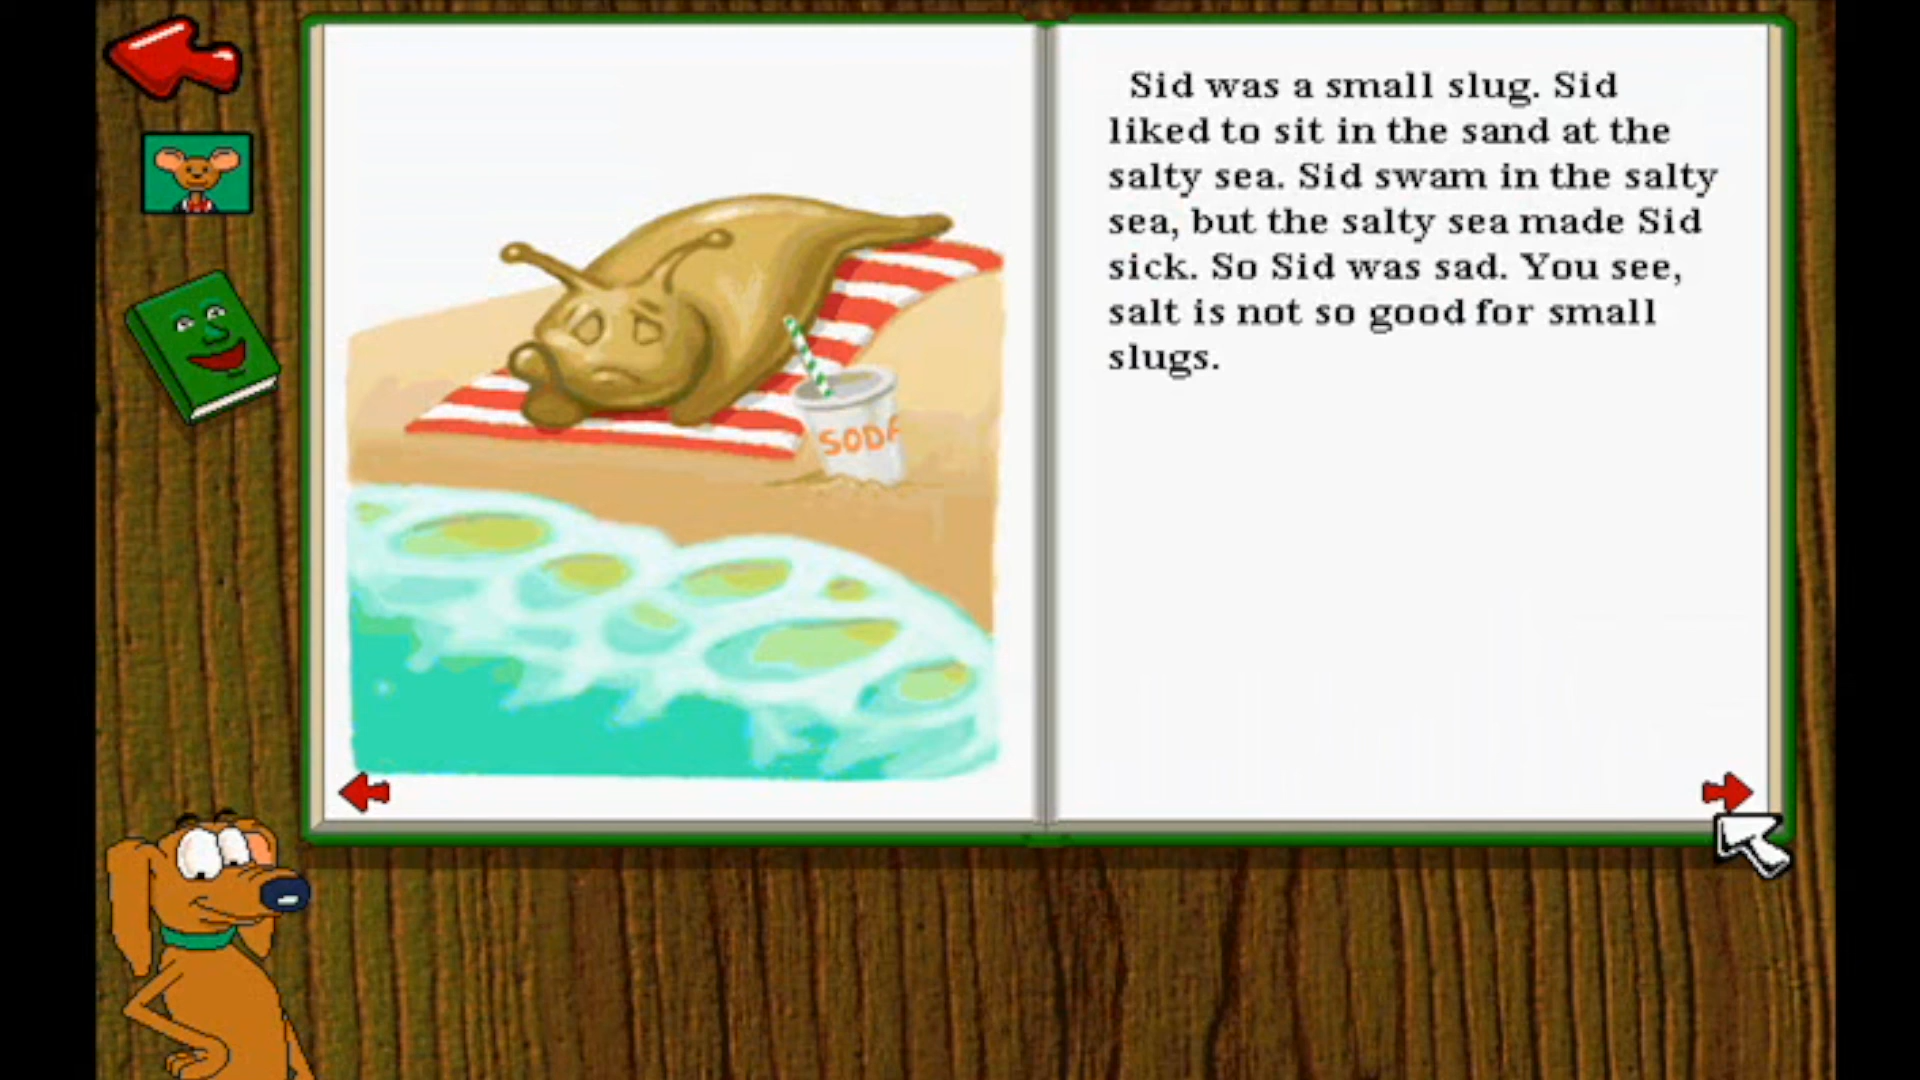 Sid was a small slug. Sid
liked to sit in the sand at the
salty sea. Sid swam in the salty
sea, but the salty sea made Sid
sick. So Sid was sad. You see,
salt is not so good for small
slugs.
SODA